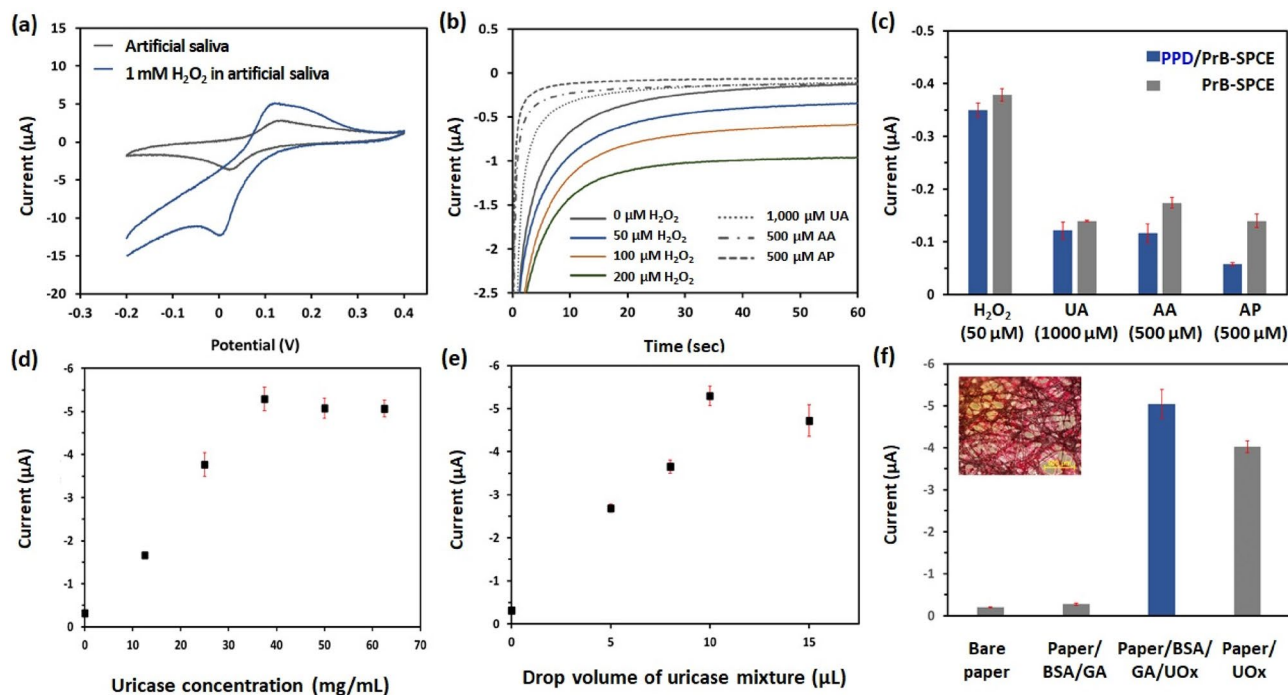 (a)
15
10
5
0
-5
-10
-15
-20
Current (μA)
Artificial saliva
1 mM H₂O₂ in artificial saliva
-0.3
-0.2
-0.1
0
0.1
0.2
0.3
0.4
Potential (V)
(b)
0.5
0
-0.5
-1.0
-1.5
-2.0
-2.5
Current (μA)
0 μM H₂O₂
50 μM H₂O₂
100 μM H₂O₂
200 μM H₂O₂
1,000 μM UA
500 μM AA
500 μM AP
0
10
20
30
40
50
60
Time (sec)
(c)
-0.5
-0.4
-0.3
-0.2
-0.1
0
Current (μA)
PPD/PrB-SPCE
PrB-SPCE
H₂O₂
(50 μM)
UA
(1000 μM)
AA
(500 μM)
AP
(500 μM)
(d)
-6
-5
-4
-3
-2
-1
0
Current (μA)
0
10
20
30
40
50
60
70
Uricase concentration (mg/mL)
(e)
-6
-5
-4
-3
-2
-1
0
Current (μA)
0
5
10
15
Drop volume of uricase mixture (μL)
(f)
-6
-5
-4
-3
-2
-1
0
Current (μA)
Bare
paper
Paper/
BSA/GA
Paper/BSA/
GA/UOx
Paper/
UOx